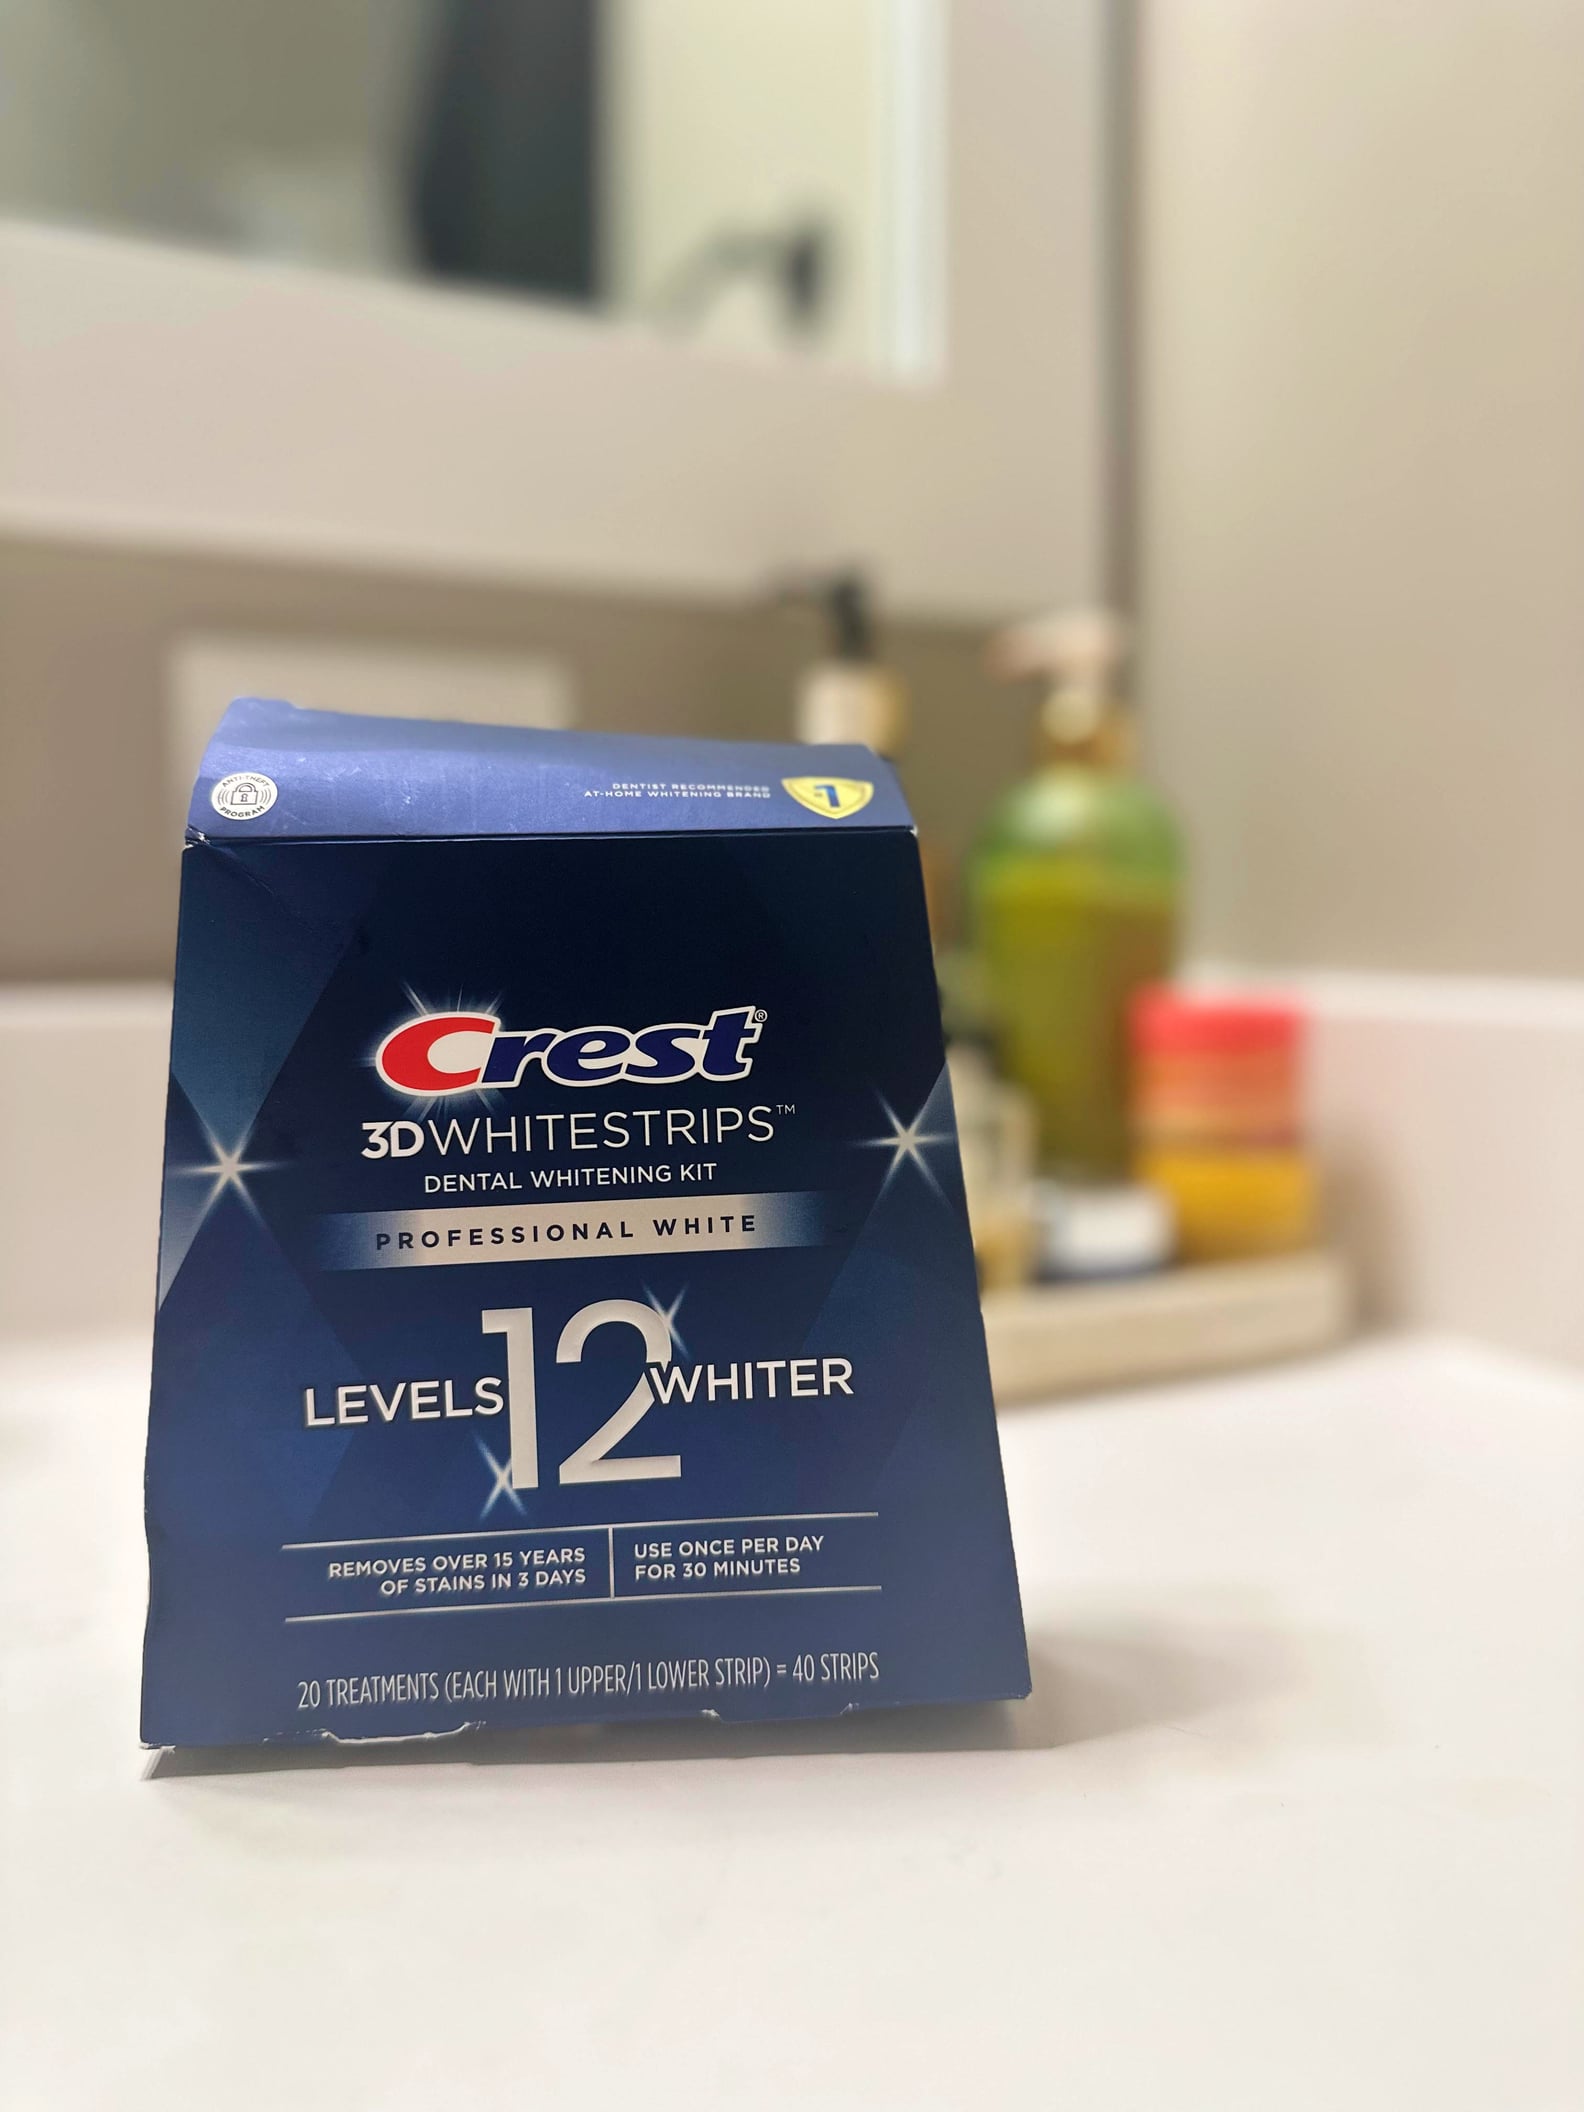 ANTI-THEFT
PROGRAM
DENTIST RECOMMENDED
AT-HOME WHITENING BRAND
#1
Crest®
3DWHITESTRIPS™
DENTAL WHITENING KIT
PROFESSIONAL WHITE
LEVELS 12 WHITER
REMOVES OVER 15 YEARS
OF STAINS IN 3 DAYS
USE ONCE PER DAY
FOR 30 MINUTES
20 TREATMENTS (EACH WITH 1 UPPER/1 LOWER STRIP) = 40 STRIPS